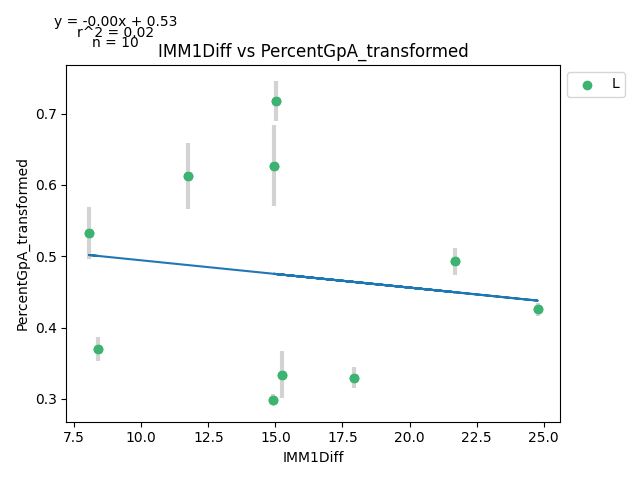 y = -0.00x + 0.53
r^2 = 0.02
n = 10
IMM1Diff vs PercentGpA_transformed
L
PercentGpA_transformed
0.7
0.6
0.5
0.4
0.3
7.5 10.0 12.5 15.0 17.5 20.0 22.5 25.0
IMM1Diff